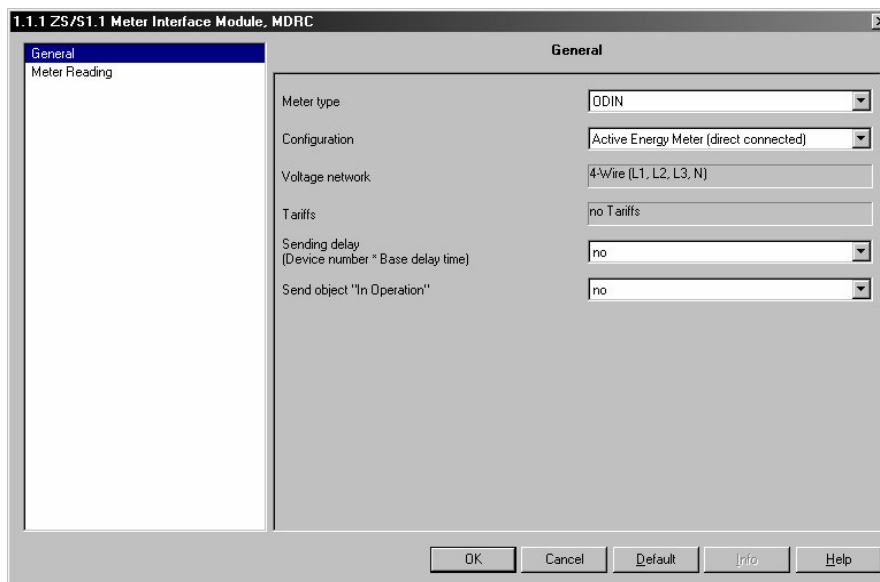 1.1.1 ZS/S1.1 Meter Interface Module, MDRC
General
Meter Reading
General
Meter type
ODIN
Configuration
Active Energy Meter (direct connected)
Voltage network
4-Wire (L1, L2, L3, N)
Tariffs
no Tariffs
Sending delay
(Device number * Base delay time)
no
Send object "In Operation"
no
OK
Cancel
Default
Info
Help